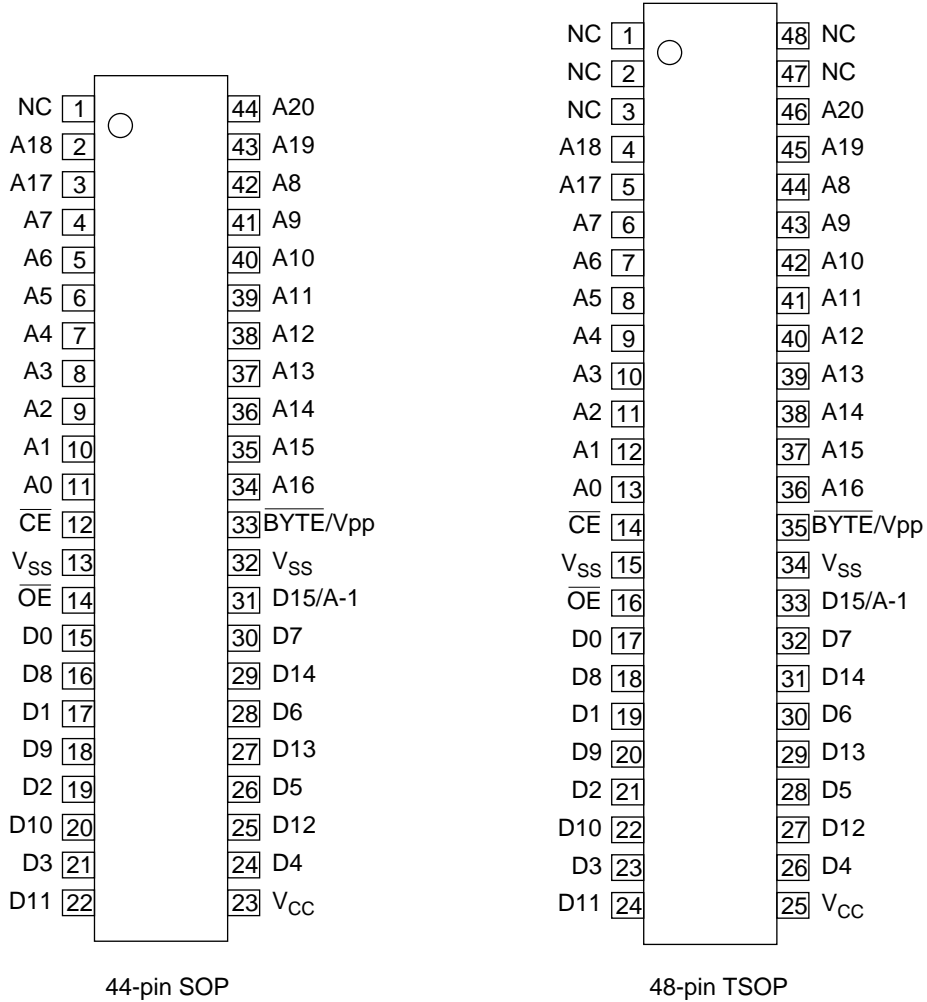 NC 1 44 A20
A18 2 43 A19
A17 3 42 A8
A7 4 41 A9
A6 5 40 A10
A5 6 39 A11
A4 7 38 A12
A3 8 37 A13
A2 9 36 A14
A1 10 35 A15
A0 11 34 A16
C̅E̅ 12 33 B̅Y̅T̅E̅/Vpp
VSS 13 32 VSS
O̅E̅ 14 31 D15/A-1
D0 15 30 D7
D8 16 29 D14
D1 17 28 D6
D9 18 27 D13
D2 19 26 D5
D10 20 25 D12
D3 21 24 D4
D11 22 23 VCC
44-pin SOP
NC 1 48 NC
NC 2 47 NC
NC 3 46 A20
A18 4 45 A19
A17 5 44 A8
A7 6 43 A9
A6 7 42 A10
A5 8 41 A11
A4 9 40 A12
A3 10 39 A13
A2 11 38 A14
A1 12 37 A15
A0 13 36 A16
C̅E̅ 14 35 B̅Y̅T̅E̅/Vpp
VSS 15 34 VSS
O̅E̅ 16 33 D15/A-1
D0 17 32 D7
D8 18 31 D14
D1 19 30 D6
D9 20 29 D13
D2 21 28 D5
D10 22 27 D12
D3 23 26 D4
D11 24 25 VCC
48-pin TSOP